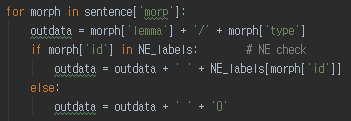 for morph in sentence['morp']:
    outdata = morph['lemma'] + '/' + morph['type']
    if morph['id'] in NE_labels:        # NE check
        outdata = outdata + ' ' + NE_labels[morph['id']]
    else:
        outdata = outdata + ' ' + 'O'